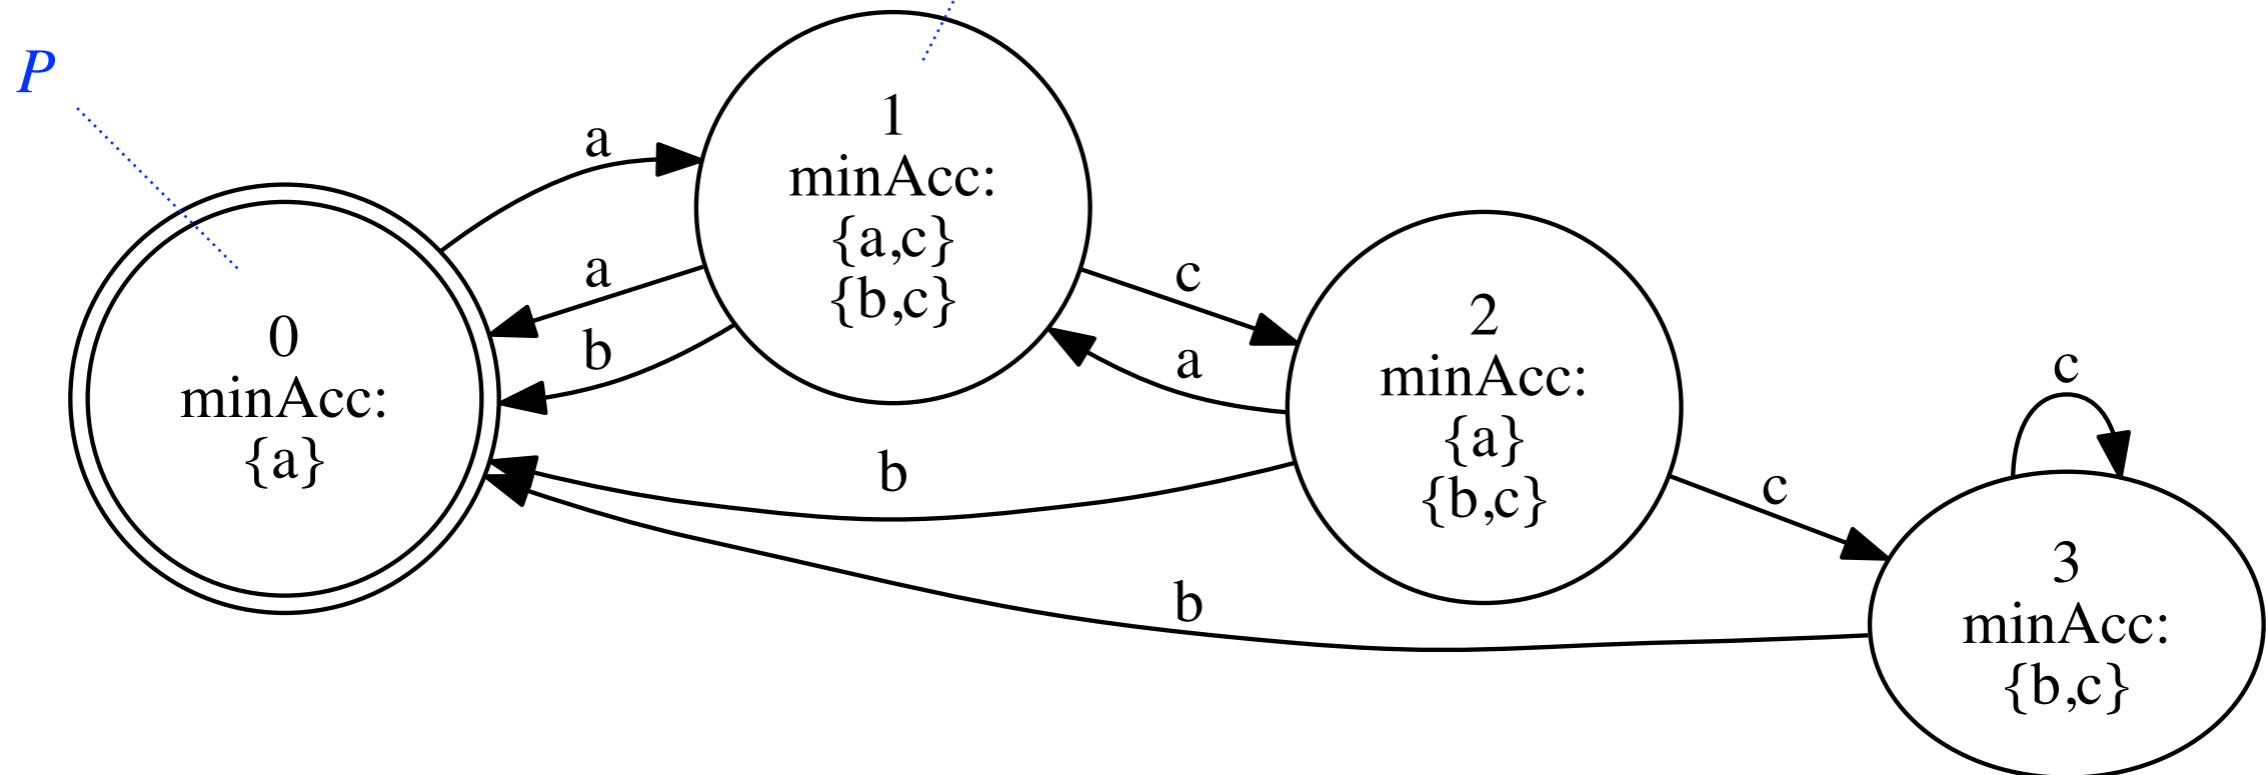 P
0
minAcc:
{a}
a
a
b
1
minAcc:
{a,c}
{b,c}
c
a
b
b
2
minAcc:
{a}
{b,c}
c
c
3
minAcc:
{b,c}